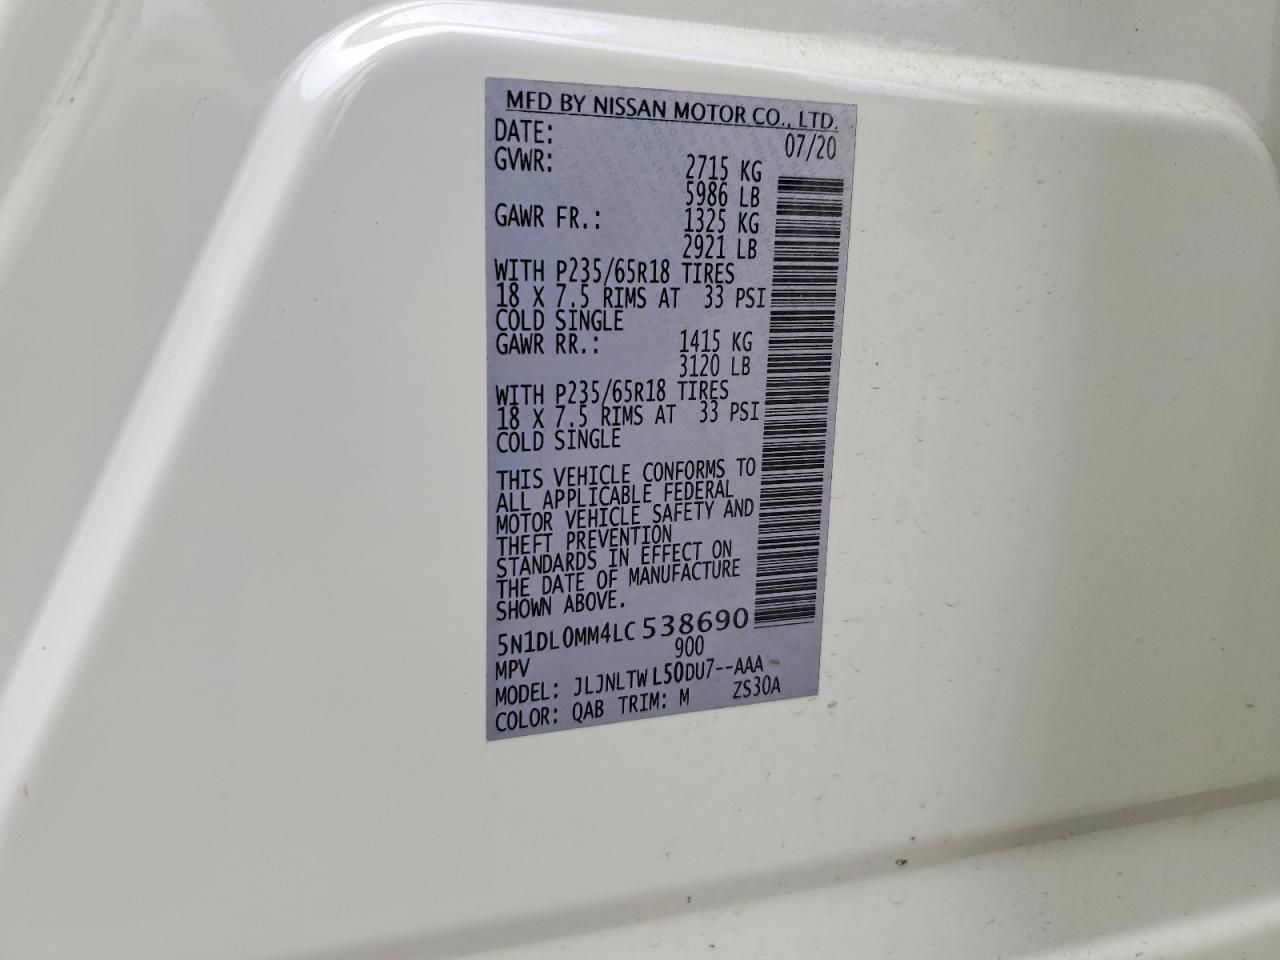 MFD BY NISSAN MOTOR CO., LTD.
DATE: 07/20
GVWR: 2715 KG
5986 LB
GAWR FR.: 1325 KG
2921 LB
WITH P235/65R18 TIRES
18 X 7.5 RIMS AT 33 PSI
COLD SINGLE
GAWR RR.: 1415 KG
3120 LB
WITH P235/65R18 TIRES
18 X 7.5 RIMS AT 33 PSI
COLD SINGLE
THIS VEHICLE CONFORMS TO
ALL APPLICABLE FEDERAL
MOTOR VEHICLE SAFETY AND
THEFT PREVENTION
STANDARDS IN EFFECT ON
THE DATE OF MANUFACTURE
SHOWN ABOVE.
5N1DL0MM4LC538690
MPV 900
MODEL: JLJNLTWL50DU7--AAA
COLOR: QAB TRIM: M ZS30A